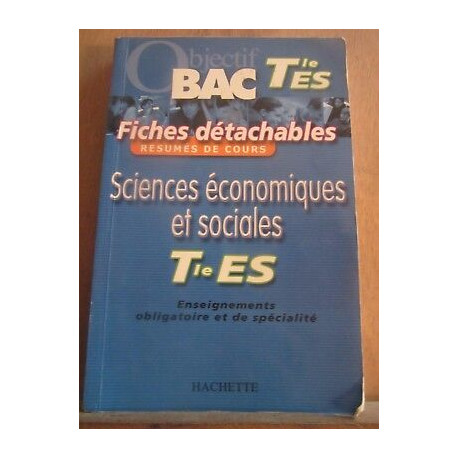 Objectif
BAC Tle ES
Fiches détachables
RÉSUMÉS DE COURS
Sciences économiques
et sociales
Tle ES
Enseignements
obligatoire et de spécialité
HACHETTE